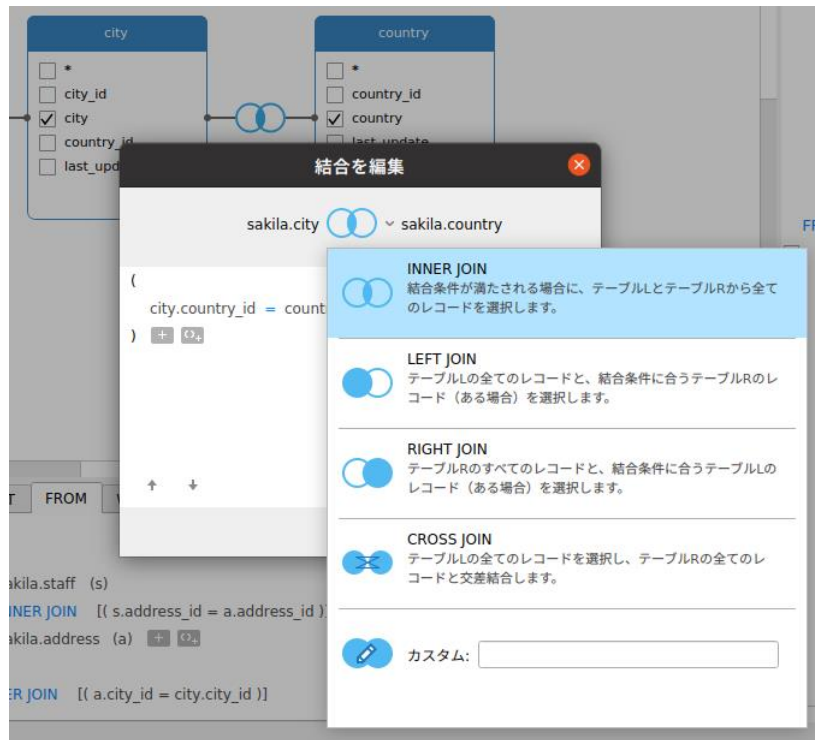 city
country
*
*
city_id
country_id
city
country
country_id
last_update
last_upd
結合を編集
sakila.city
sakila.country
(
city.country_id = count
)
INNER JOIN
結合条件が満たされる場合に、テーブルLとテーブルRから全て
のレコードを選択します。
LEFT JOIN
テーブルLの全てのレコードと、結合条件に合うテーブルRのレ
コード（ある場合）を選択します。
RIGHT JOIN
テーブルRのすべてのレコードと、結合条件に合うテーブルLの
レコード（ある場合）を選択します。
CROSS JOIN
テーブルLの全てのレコードを選択し、テーブルRの全てのレ
コードと交差結合します。
カスタム:
FROM
akila.staff (s)
INNER JOIN [( s.address_id = a.address_id )]
akila.address (a)
ER JOIN [( a.city_id = city.city_id )]